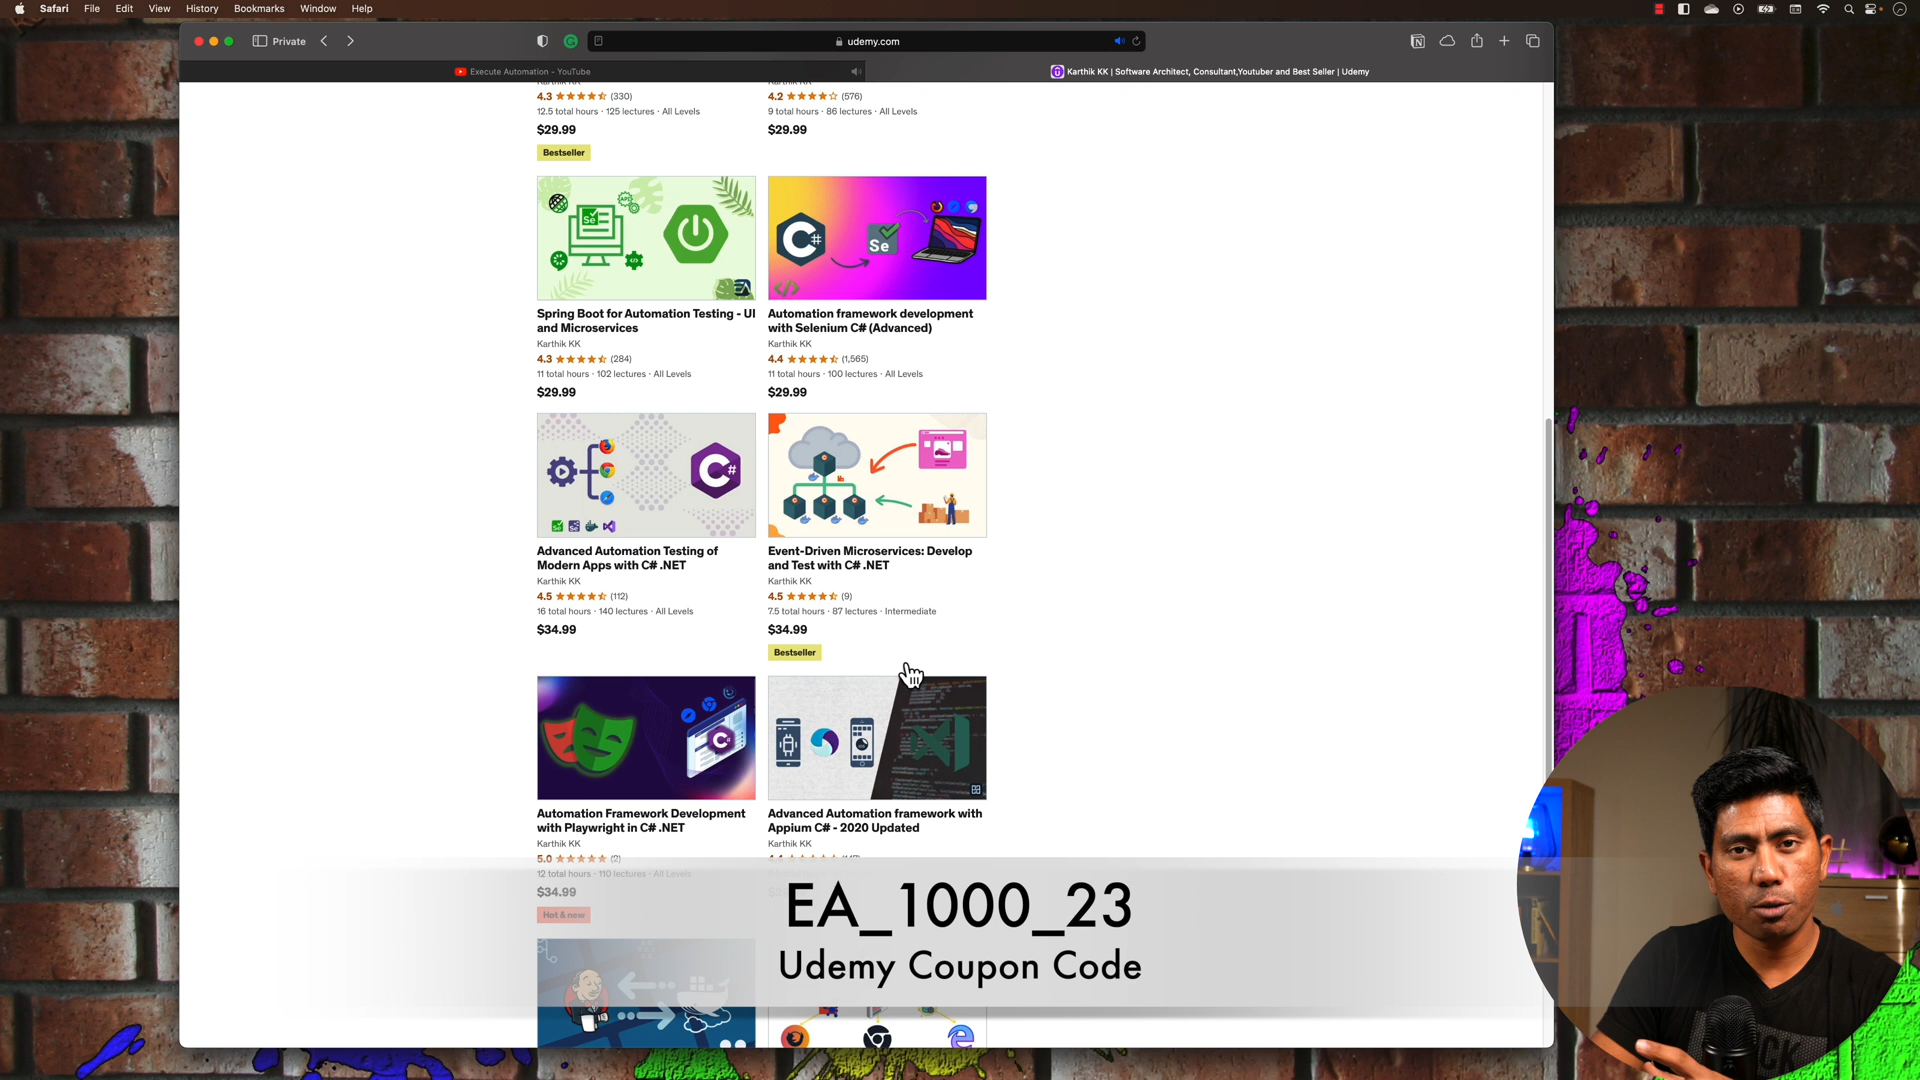 Safari File Edit View History Bookmarks Window Help
Private
udemy.com
Execute Automation - YouTube
Karthik KK | Software Architect, Consultant,Youtuber and Best Seller | Udemy
4.3 (330)
12.5 total hours · 125 lectures · All Levels
$29.99
Bestseller
4.2 (576)
9 total hours · 86 lectures · All Levels
$29.99
API
Se
Spring Boot for Automation Testing - UI
and Microservices
Karthik KK
4.3 (284)
11 total hours · 102 lectures · All Levels
$29.99
C#
Se
Automation framework development
with Selenium C# (Advanced)
Karthik KK
4.4 (1,565)
11 total hours · 100 lectures · All Levels
$29.99
C#
Advanced Automation Testing of
Modern Apps with C# .NET
Karthik KK
4.5 (112)
16 total hours · 140 lectures · All Levels
$34.99
Event-Driven Microservices: Develop
and Test with C# .NET
Karthik KK
4.5 (9)
7.5 total hours · 87 lectures · Intermediate
$34.99
Bestseller
C#
Automation Framework Development
with Playwright in C# .NET
Karthik KK
5.0 (2)
12 total hours · 110 lectures · All Levels
$34.99
Hot & new
Advanced Automation framework with
Appium C# - 2020 Updated
Karthik KK
EA_1000_23
Udemy Coupon Code